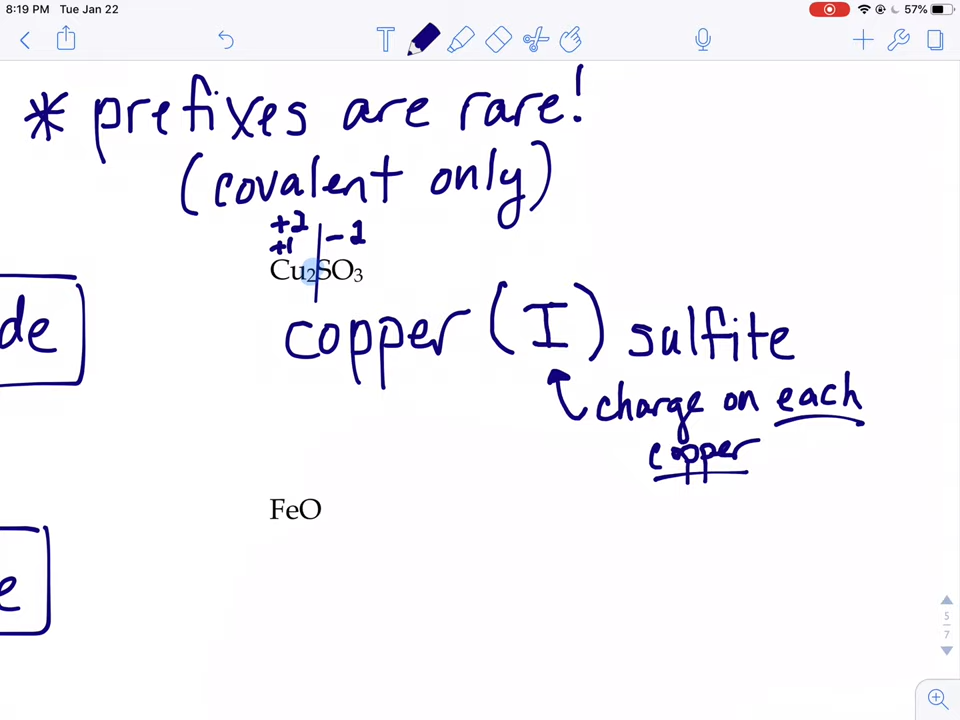 8:19 PM Tue Jan 22
57%
T
* prefixes are rare!
(covalent only)
+2
+1 -2
Cu₂SO₃
de
copper (I) sulfite
charge on each
copper
FeO
e
5
7